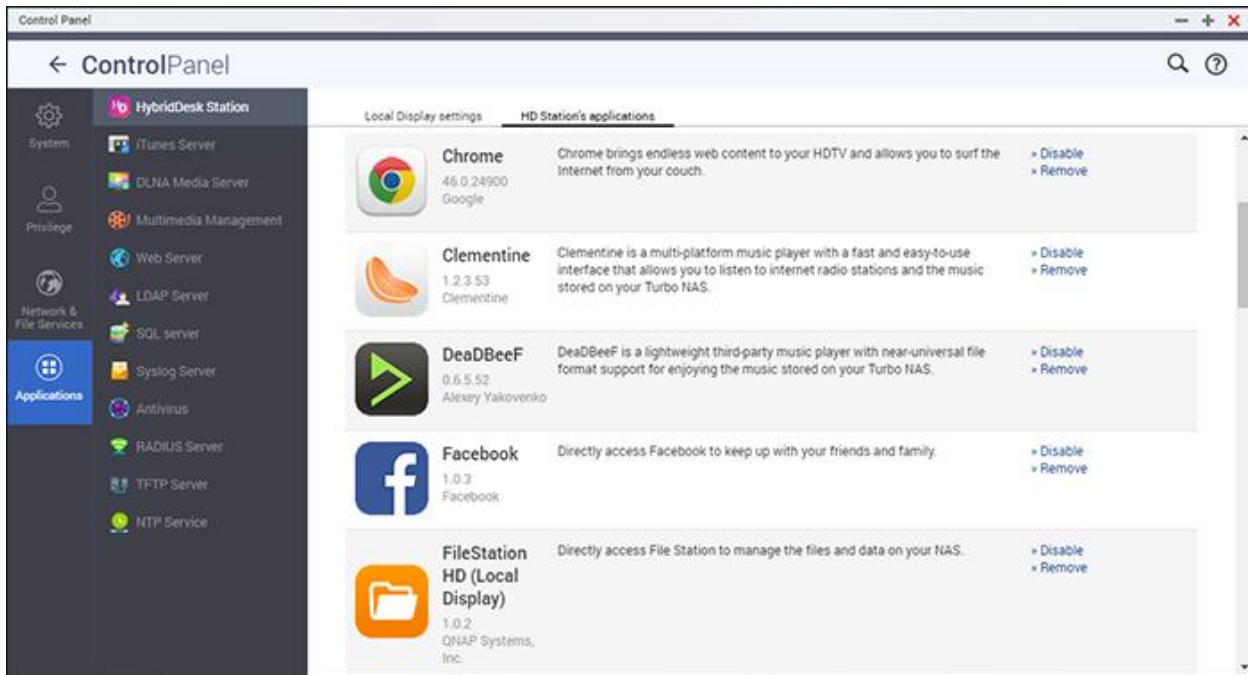 Control Panel
ControlPanel
System
Privilege
Network &
File Services
Applications
HybridDesk Station
iTunes Server
DLNA Media Server
Multimedia Management
Web Server
LDAP Server
SQL server
Syslog Server
Antivirus
RADIUS Server
TFTP Server
NTP Service
Local Display settings
HD Station's applications
Chrome
46.0.24900
Google
Chrome brings endless web content to your HDTV and allows you to surf the
Internet from your couch.
» Disable
» Remove
Clementine
1.2.3.53
Clementine
Clementine is a multi-platform music player with a fast and easy-to-use
interface that allows you to listen to internet radio stations and the music
stored on your Turbo NAS.
» Disable
» Remove
DeaDBeeF
0.6.5.52
Alexey Yakovenko
DeaDBeeF is a lightweight third-party music player with near-universal file
format support for enjoying the music stored on your Turbo NAS.
» Disable
» Remove
Facebook
1.0.3
Facebook
Directly access Facebook to keep up with your friends and family.
» Disable
» Remove
FileStation
HD (Local
Display)
1.0.2
QNAP Systems,
Inc.
Directly access File Station to manage the files and data on your NAS.
» Disable
» Remove